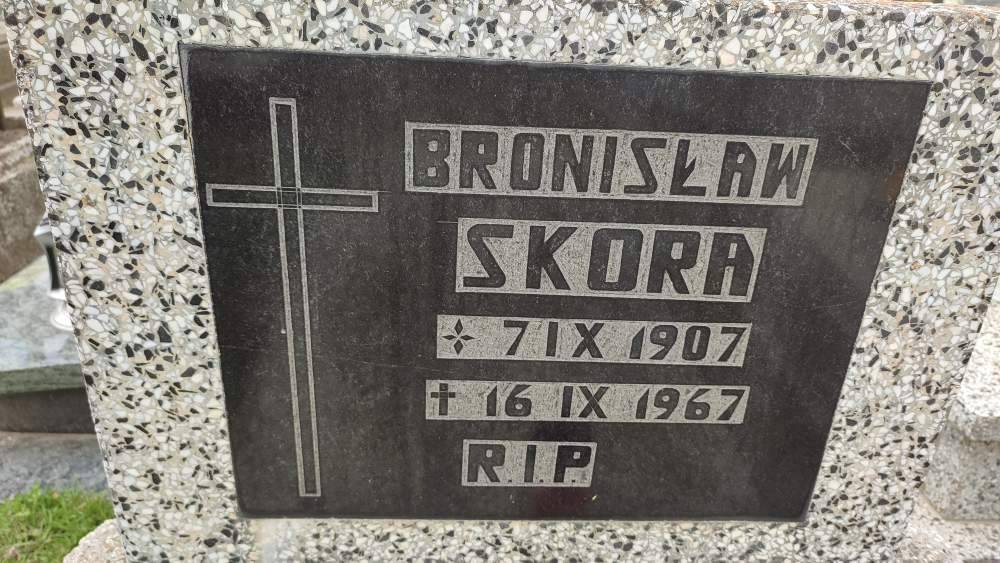 BRONISŁAW
SKORA
7 IX 1907
✝ 16 IX 1967
R.I.P.